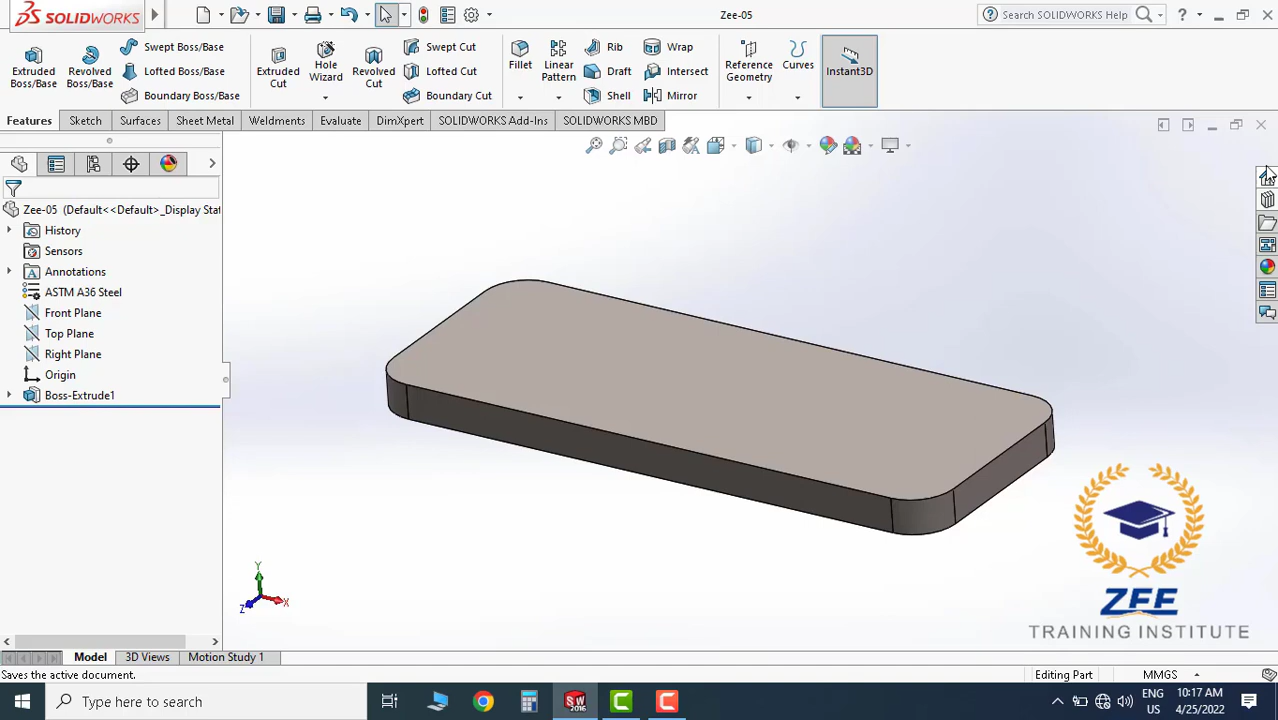 SOLIDWORKS
Zee-05
Search SOLIDWORKS Help
Extruded Boss/Base
Revolved Boss/Base
Swept Boss/Base
Lofted Boss/Base
Boundary Boss/Base
Extruded Cut
Hole Wizard
Revolved Cut
Swept Cut
Lofted Cut
Boundary Cut
Fillet
Linear Pattern
Rib
Draft
Shell
Wrap
Intersect
Mirror
Reference Geometry
Curves
Instant3D
Features
Sketch
Surfaces
Sheet Metal
Weldments
Evaluate
DimXpert
SOLIDWORKS Add-Ins
SOLIDWORKS MBD
Zee-05 (Default<<Default>_Display Stat
History
Sensors
Annotations
ASTM A36 Steel
Front Plane
Top Plane
Right Plane
Origin
Boss-Extrude1
Y
Z
X
ZFE
TRAINING INSTITUTE
Model
3D Views
Motion Study 1
Saves the active document.
Editing Part
MMGS
Type here to search
SW
2016
ENG
US
10:17 AM
4/25/2022